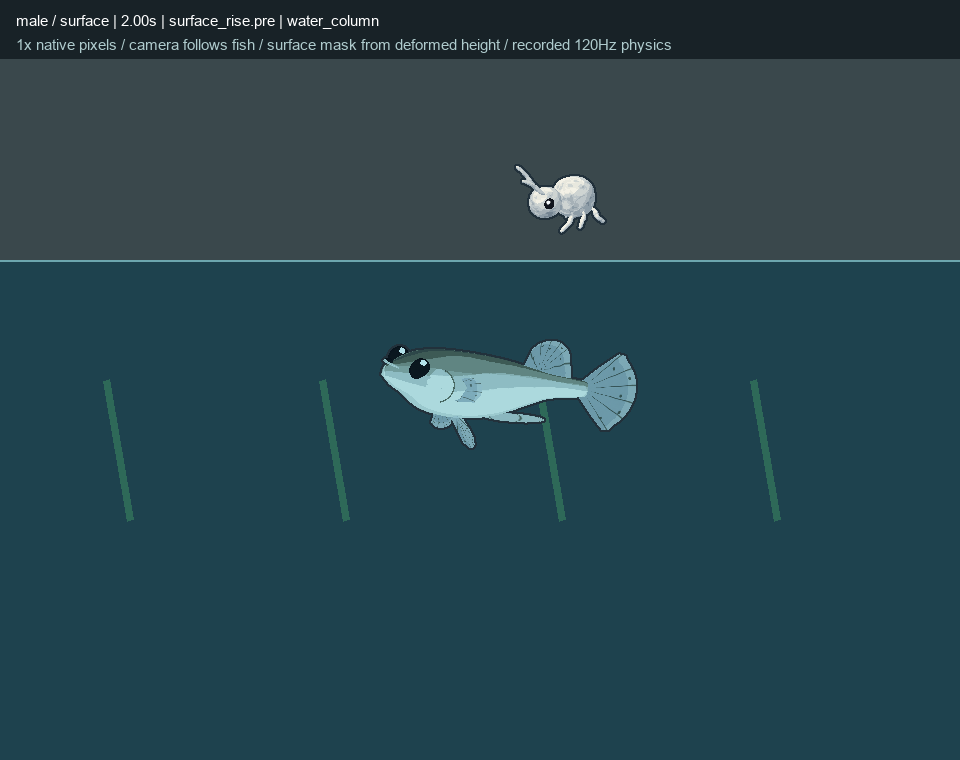 male / surface | 2.00s | surface_rise.pre | water_column
1x native pixels / camera follows fish / surface mask from deformed height / recorded 120Hz physics